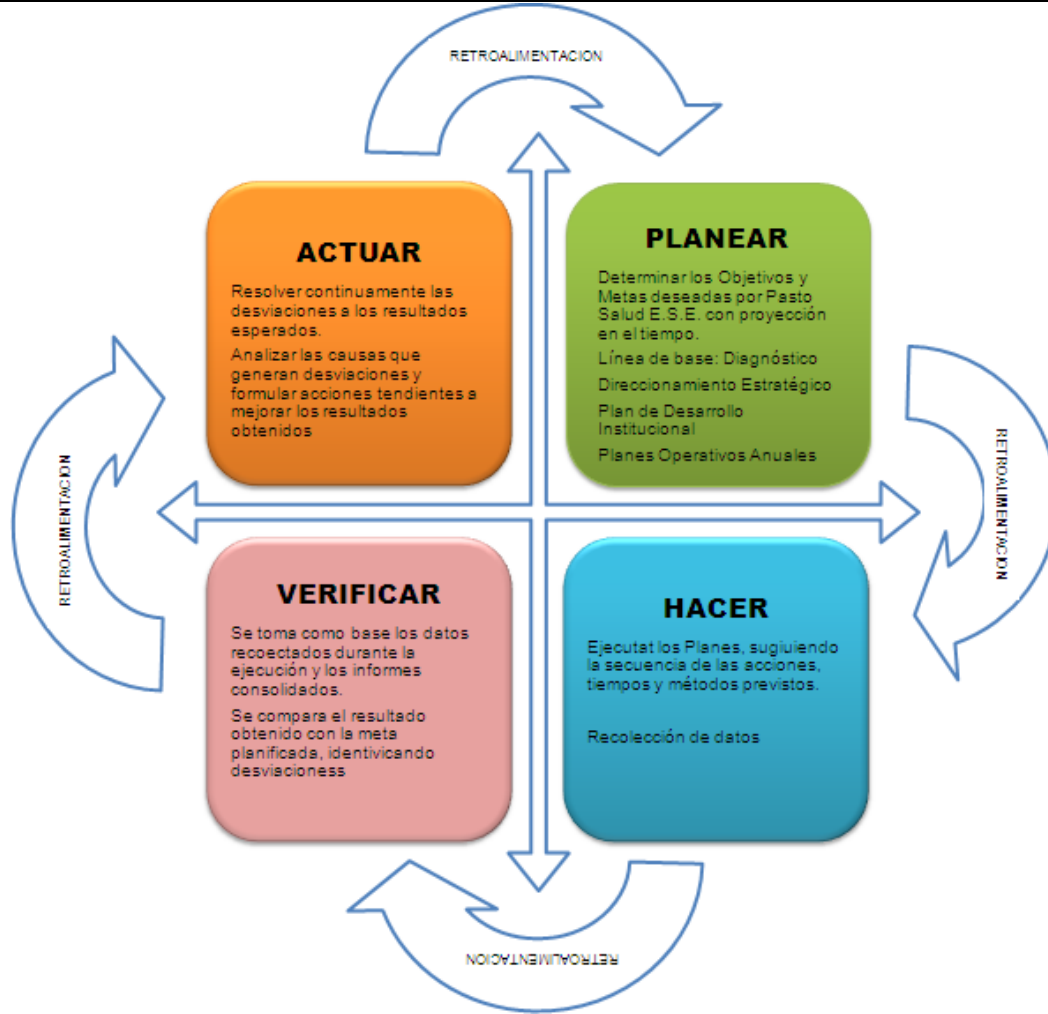 RETROALIMENTACION
ACTUAR
Resolver continuamente las
desviaciones a los resultados
esperados.
Analizar las causas que
generan desviaciones y
formular acciones tendientes a
mejorar los resultados
obtenidos
PLANEAR
Determinar los Objetivos y
Metas deseadas por Pasto
Salud E.S.E. con proyección
en el tiempo.
Línea de base: Diagnóstico
Direccionamiento Estratégico
Plan de Desarrollo
Institucional
Planes Operativos Anuales
RETROALIMENTACION
RETROALIMENTACION
VERIFICAR
Se toma como base los datos
recoectados durante la
ejecución y los informes
consolidados.
Se compara el resultado
obtenido con la meta
planificada, identivicando
desviacioness
HACER
Ejecutat los Planes, sugiuiendo
la secuencia de las acciones,
tiempos y métodos previstos.
Recolección de datos
RETROALIMENTACION